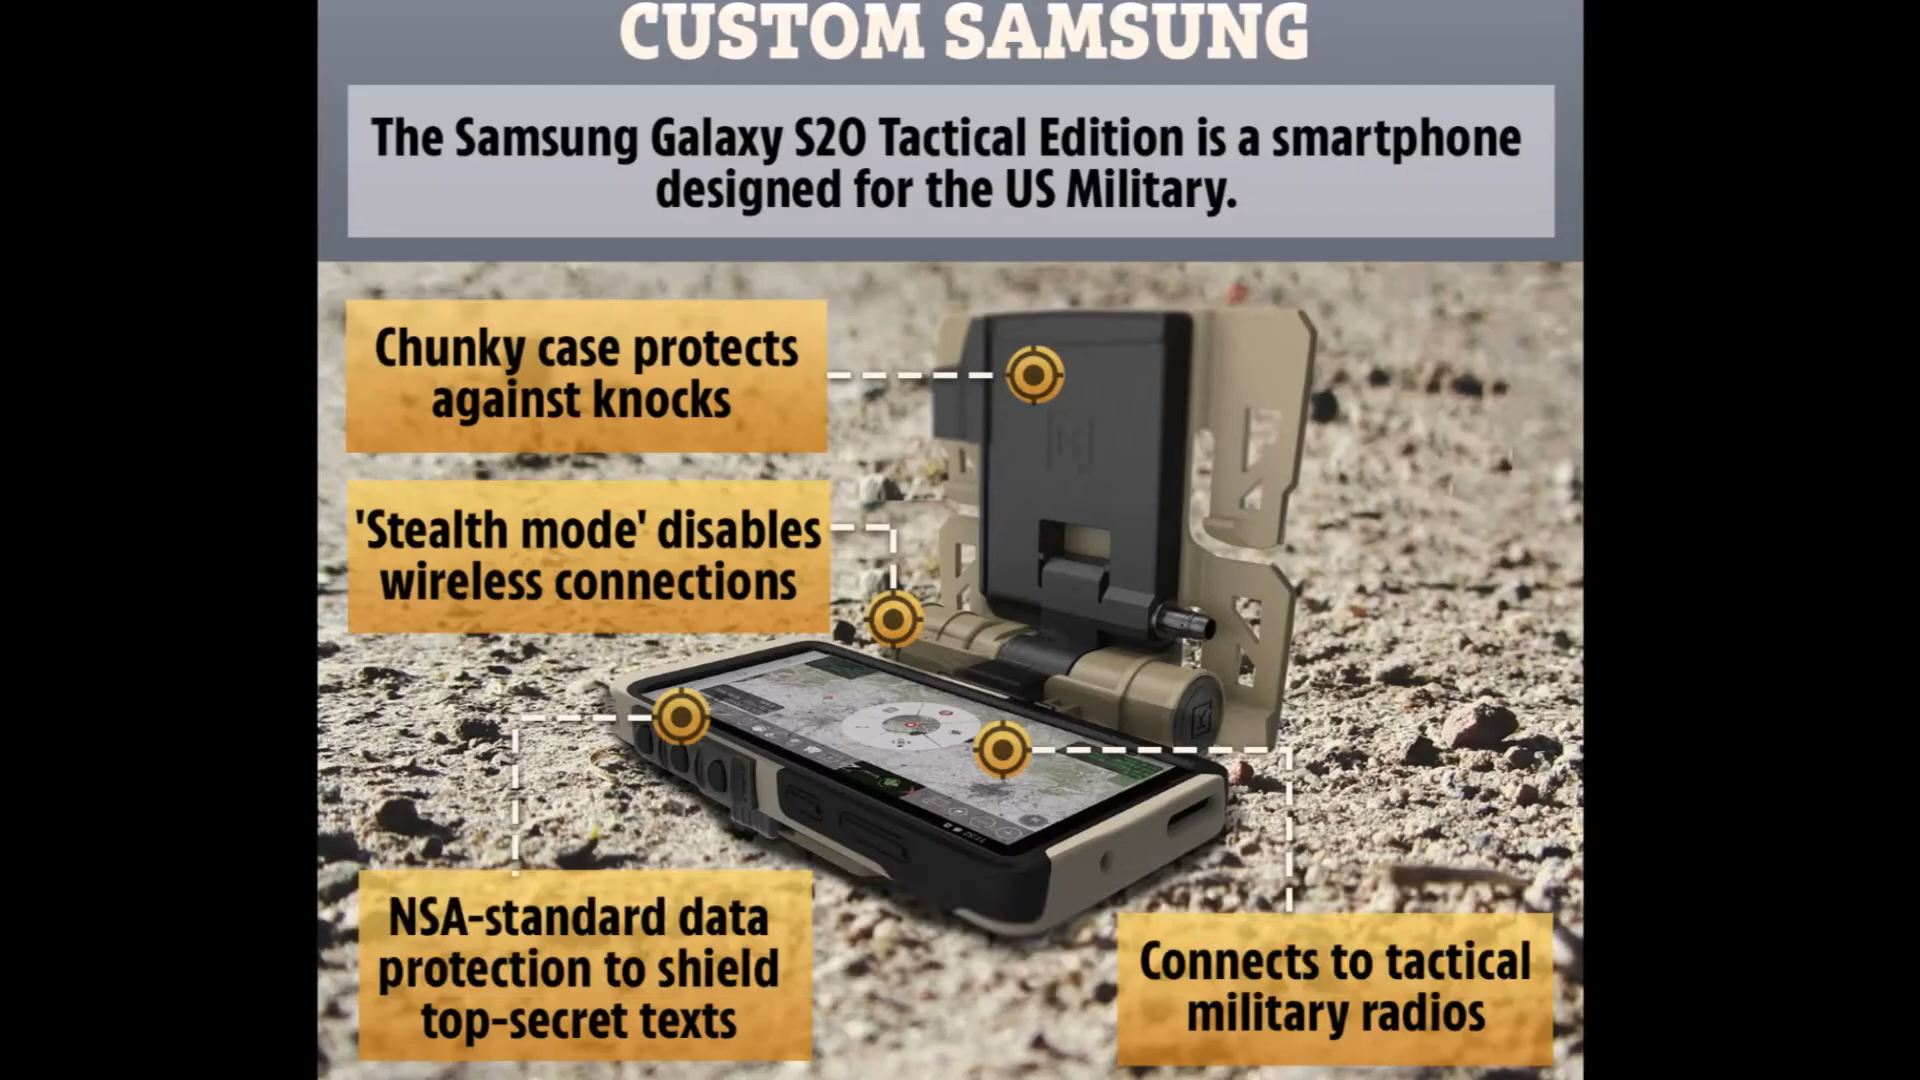 CUSTOM SAMSUNG
The Samsung Galaxy S20 Tactical Edition is a smartphone
designed for the US Military.
Chunky case protects
against knocks
'Stealth mode' disables
wireless connections
NSA-standard data
protection to shield
top-secret texts
Connects to tactical
military radios